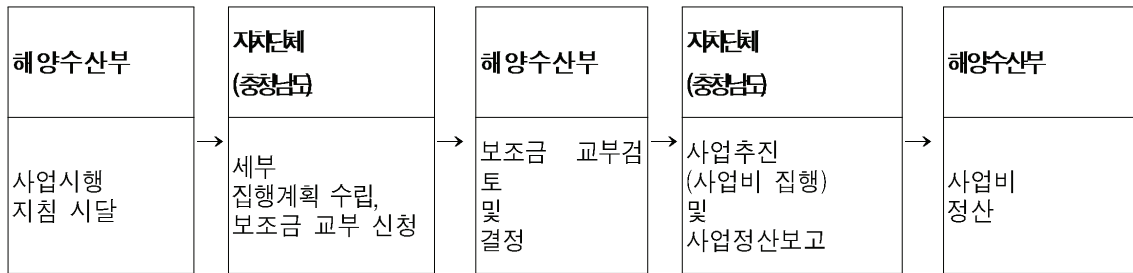 해양수산부
사업시행
지침 시달
→
자치단체
(충청남도)
세부
집행계획 수립,
보조금 교부 신청
→
해양수산부
보조금 교부검
토
및
결정
→
자치단체
(충청남도)
사업추진
(사업비 집행)
및
사업정산보고
→
해양수산부
사업비
정산